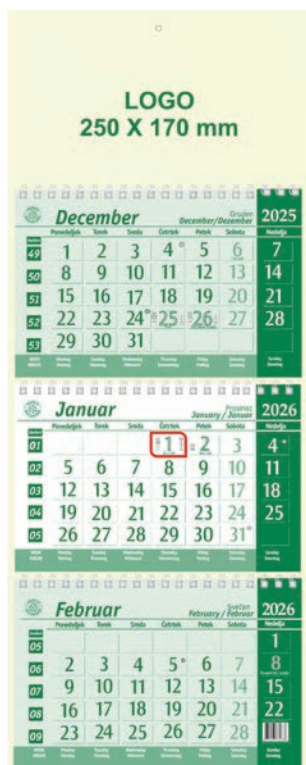 LOGO
250 X 170 mm
December
Gruden
December/Dezember
2025
Ponedeljek Torek Sreda Četrtek Petek Sobota Nedelja
49 1 2 3 4 5 6 7
50 8 9 10 11 12 13 14
51 15 16 17 18 19 20 21
52 22 23 24 25 26 27 28
53 29 30 31
Januar
Prosinec
January / Januar
2026
Ponedeljek Torek Sreda Četrtek Petek Sobota Nedelja
01 1 2 3 4
02 5 6 7 8 9 10 11
03 12 13 14 15 16 17 18
04 19 20 21 22 23 24 25
05 26 27 28 29 30 31
Februar
Svečan
February / Februar
2026
Ponedeljek Torek Sreda Četrtek Petek Sobota Nedelja
05 1
06 2 3 4 5 6 7 8
07 9 10 11 12 13 14 15
08 16 17 18 19 20 21 22
09 23 24 25 26 27 28